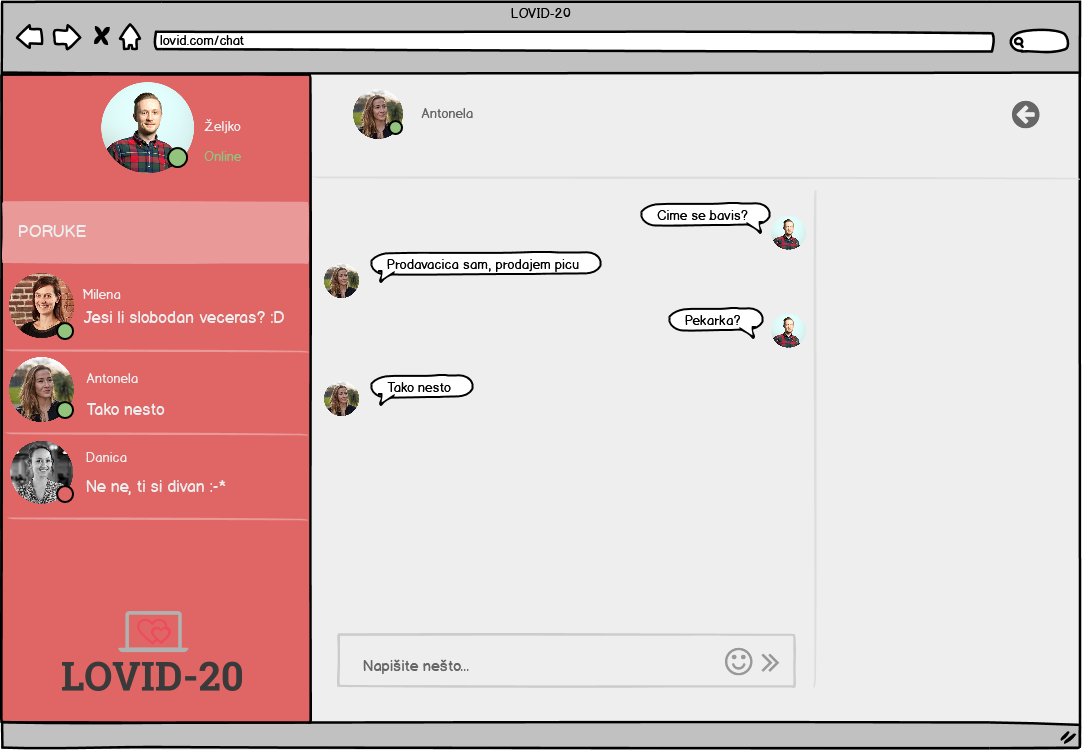 LOVID-20
lovid.com/chat
Željko
Online
PORUKE
Milena
Jesi li slobodan veceras? :D
Antonela
Tako nesto
Danica
Ne ne, ti si divan :-*
LOVID-20
Antonela
Cime se bavis?
Prodavacica sam, prodajem picu
Pekarka?
Tako nesto
Napišite nešto...